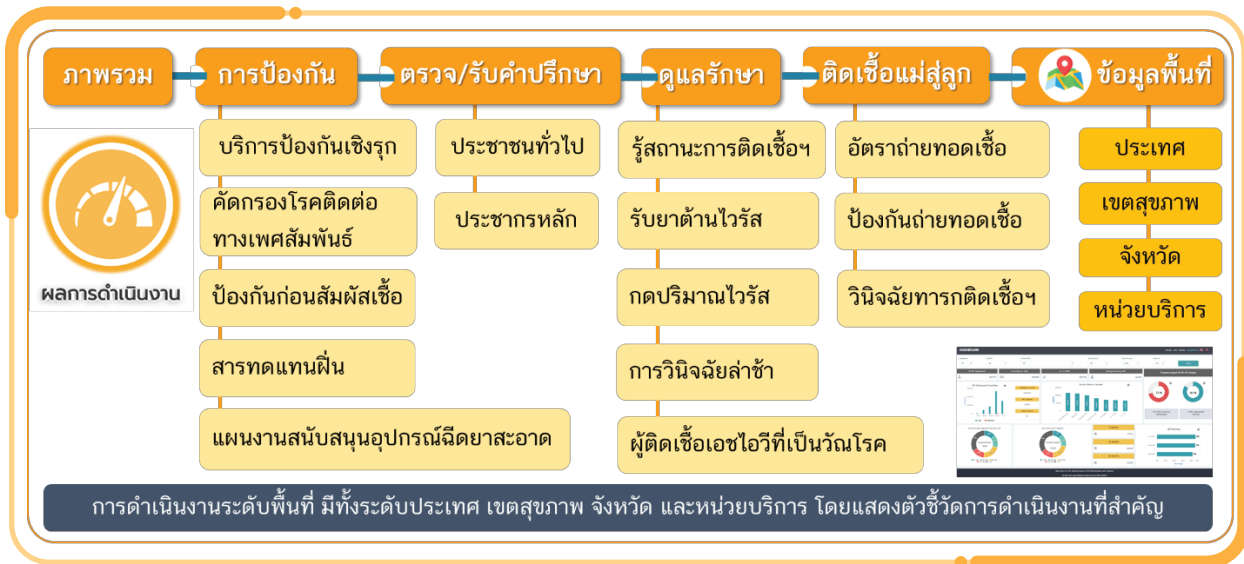 ภาพรวม
การป้องกัน
ตรวจ/รับคำปรึกษา
ดูแลรักษา
ติดเชื้อแม่สู่ลูก
ข้อมูลพื้นที่
ผลการดำเนินงาน
บริการป้องกันเชิงรุก
คัดกรองโรคติดต่อ
ทางเพศสัมพันธ์
ป้องกันก่อนสัมผัสเชื้อ
สารทดแทนฝิ่น
แผนงานสนับสนุนอุปกรณ์ฉีดยาสะอาด
ประชาชนทั่วไป
ประชากรหลัก
รู้สถานะการติดเชื้อฯ
รับยาต้านไวรัส
กดปริมาณไวรัส
การวินิจฉัยล่าช้า
ผู้ติดเชื้อเอชไอวีที่เป็นวัณโรค
อัตราถ่ายทอดเชื้อ
ป้องกันถ่ายทอดเชื้อ
วินิจฉัยทารกติดเชื้อฯ
ประเทศ
เขตสุขภาพ
จังหวัด
หน่วยบริการ
การดำเนินงานระดับพื้นที่ มีทั้งระดับประเทศ เขตสุขภาพ จังหวัด และหน่วยบริการ โดยแสดงตัวชี้วัดการดำเนินงานที่สำคัญ